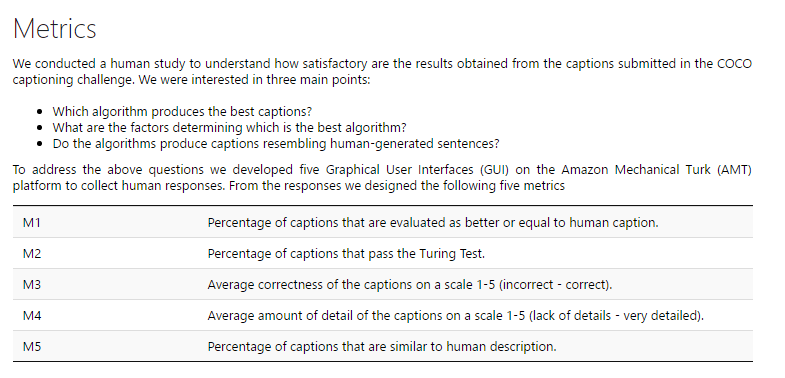 Metrics
We conducted a human study to understand how satisfactory are the results obtained from the captions submitted in the COCO
captioning challenge. We were interested in three main points:
• Which algorithm produces the best captions?
• What are the factors determining which is the best algorithm?
• Do the algorithms produce captions resembling human-generated sentences?
To address the above questions we developed five Graphical User Interfaces (GUI) on the Amazon Mechanical Turk (AMT)
platform to collect human responses. From the responses we designed the following five metrics
M1 Percentage of captions that are evaluated as better or equal to human caption.
M2 Percentage of captions that pass the Turing Test.
M3 Average correctness of the captions on a scale 1-5 (incorrect - correct).
M4 Average amount of detail of the captions on a scale 1-5 (lack of details - very detailed).
M5 Percentage of captions that are similar to human description.